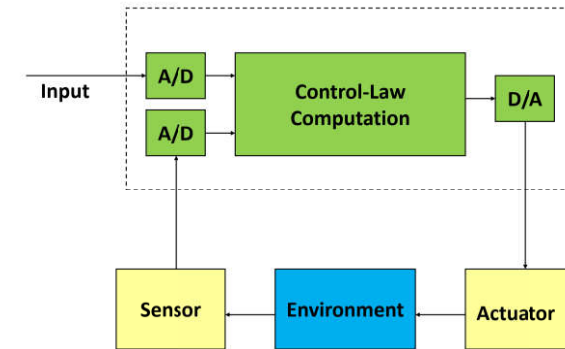 Input
A/D
A/D
Control-Law
Computation
D/A
Sensor
Environment
Actuator